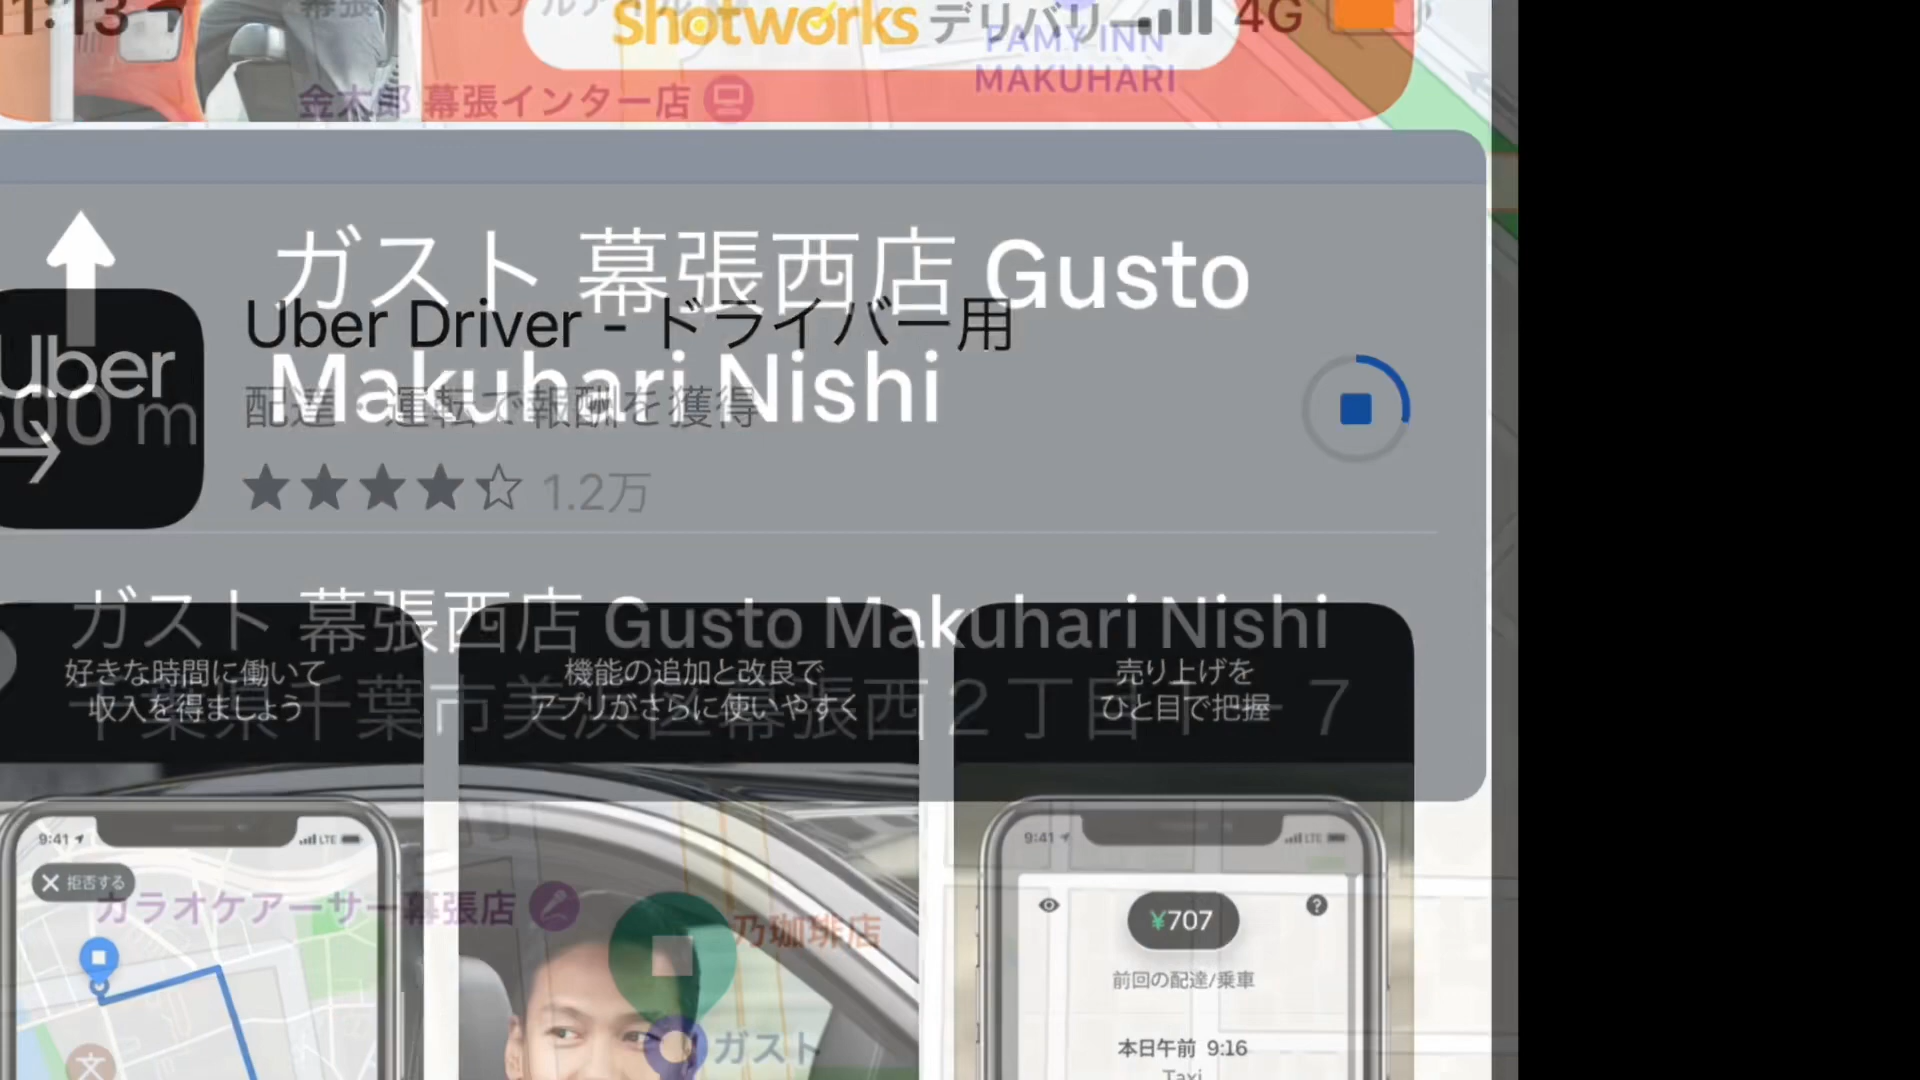 11:13
4G
shotworks デリバリー
FAMY INN
MAKUHARI
金太郎 幕張インター店
ガスト 幕張西店 Gusto
Makuhari Nishi
Uber
Uber Driver - ドライバー用
配達・運転で報酬を獲得
600 m
1.2万
ガスト 幕張西店 Gusto Makuhari Nishi
千葉県千葉市美浜区幕張西2丁目1-7
好きな時間に働いて
収入を得ましょう
機能の追加と改良で
アプリがさらに使いやすく
売り上げを
ひと目で把握
9:41
LTE
拒否する
カラオケアーサー幕張店
乃珈琲店
ガスト
9:41
LTE
¥707
前回の配達/乗車
本日午前 9:16
Taxi